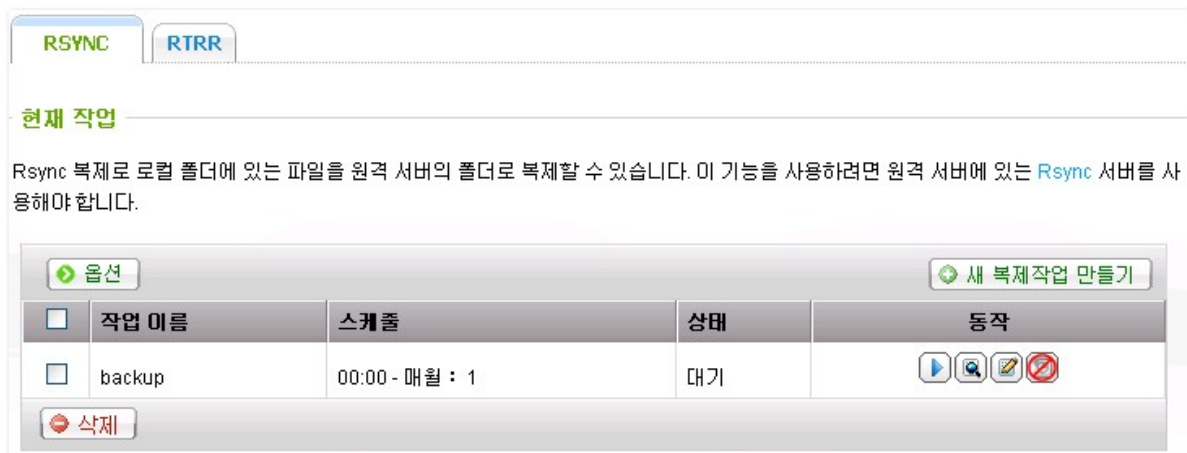 RSYNC RTRR
현재 작업
Rsync 복제로 로컬 폴더에 있는 파일을 원격 서버의 폴더로 복제할 수 있습니다. 이 기능을 사용하려면 원격 서버에 있는 Rsync 서버를 사
용해야 합니다.
옵션 새 복제작업 만들기
작업 이름 스케줄 상태 동작
backup 00:00 - 매월 : 1 대기
삭제